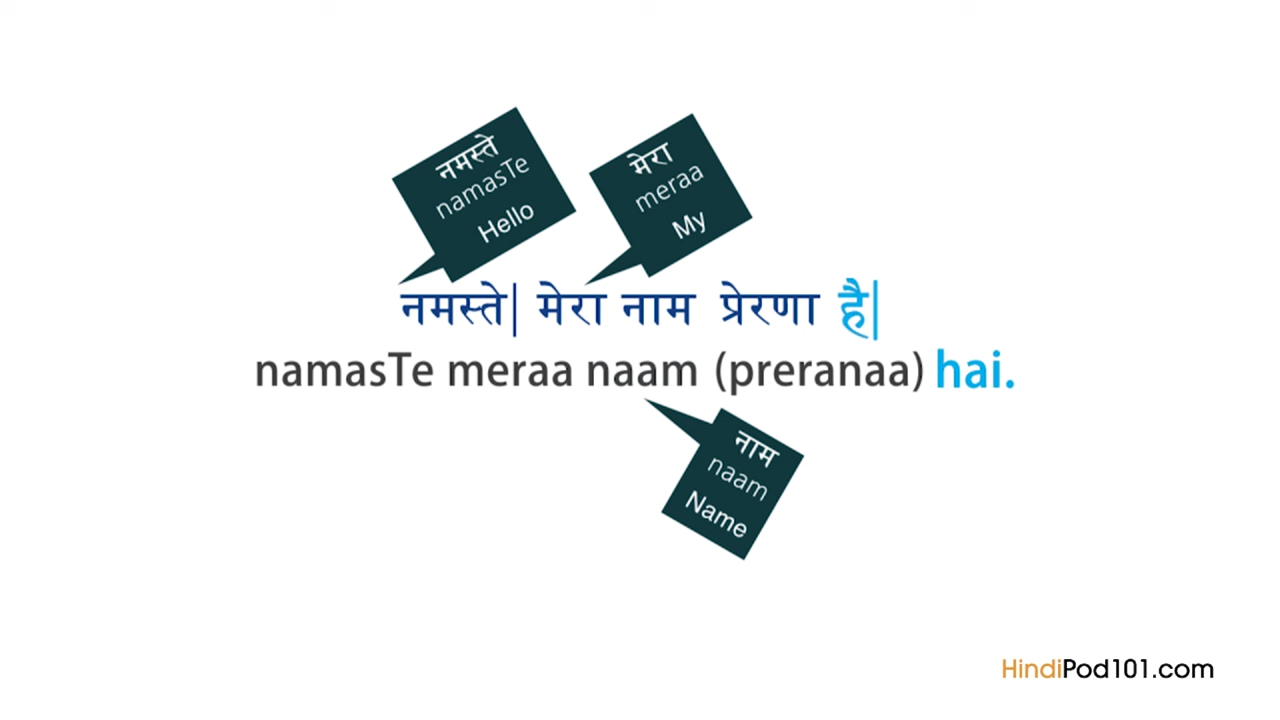 नमस्ते
namasTe
Hello
मेरा
meraa
My
नमस्ते| मेरा नाम प्रेरणा है|
namasTe meraa naam (preranaa) hai.
नाम
naam
Name
HindiPod101.com